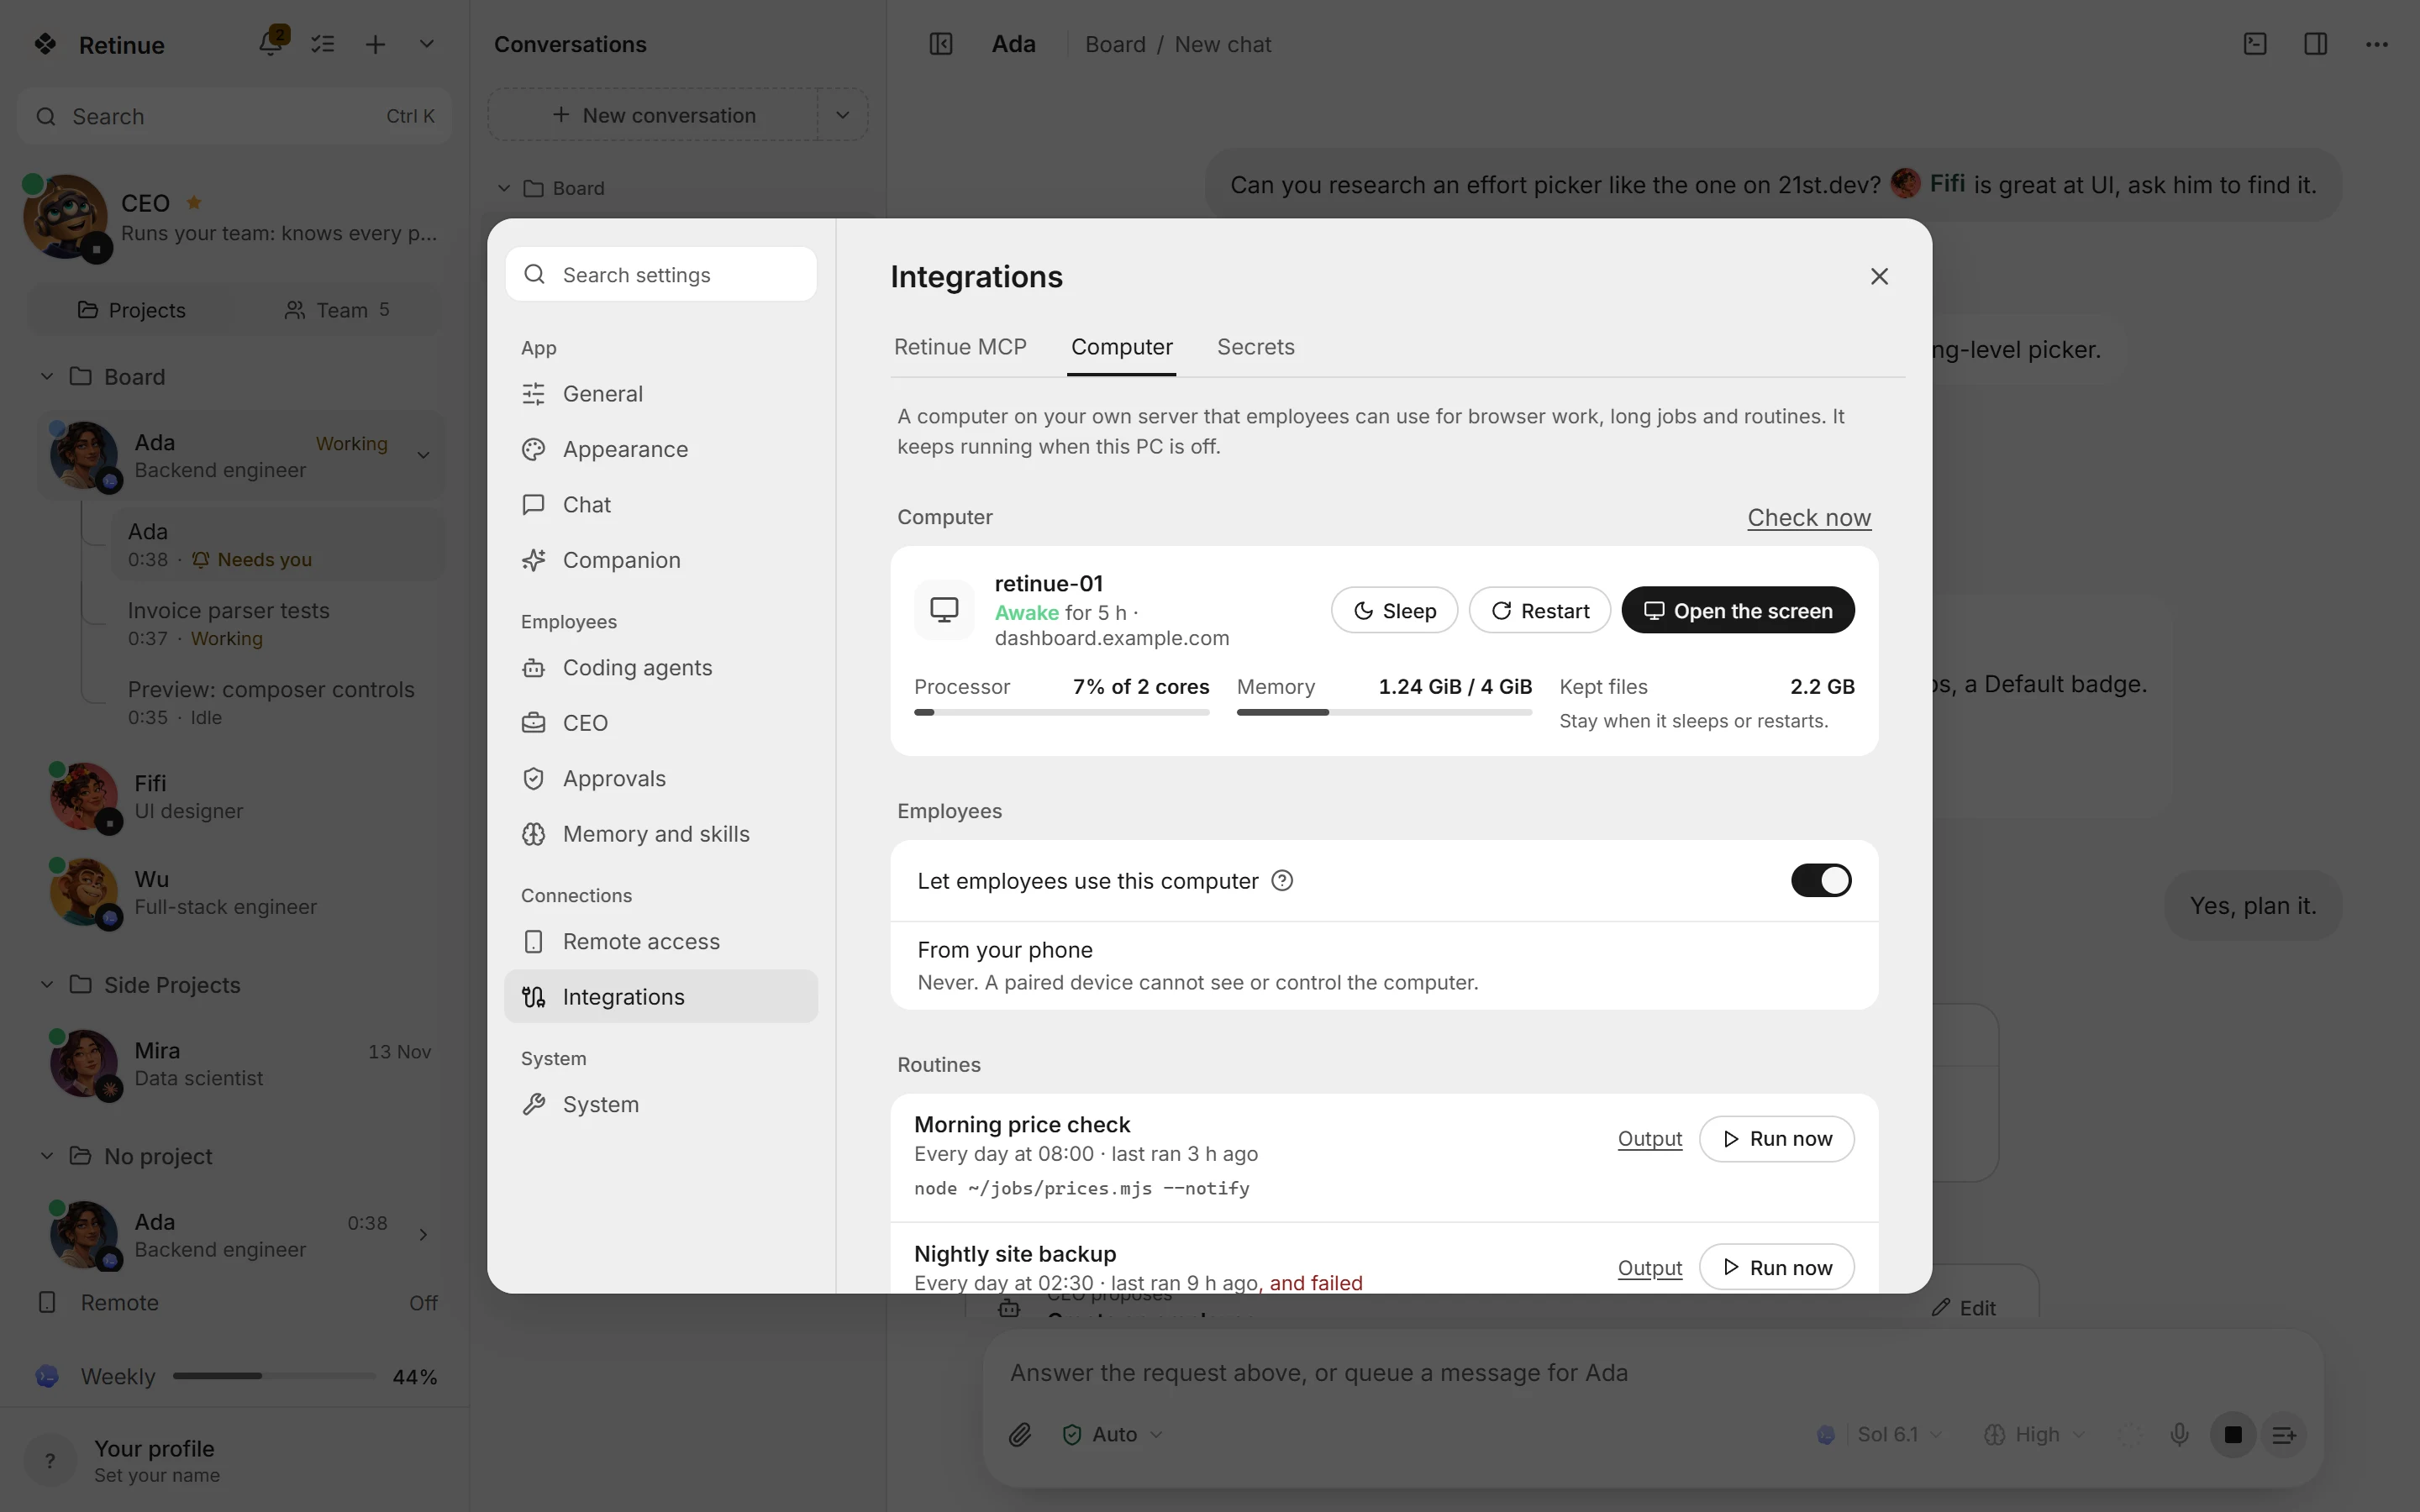 Retinue
2
Search
Ctrl K
CEO
Runs your team: knows every p...
Projects
Team 5
Board
Ada
Working
Backend engineer
Ada
0:38 · Needs you
Invoice parser tests
0:37 · Working
Preview: composer controls
0:35 · Idle
Fifi
UI designer
Wu
Full-stack engineer
Side Projects
Mira
13 Nov
Data scientist
No project
Ada
0:38
Backend engineer
Remote
Off
Weekly
44%
?
Your profile
Set your name
Conversations
New conversation
Board
Ada
Board / New chat
Can you research an effort picker like the one on 21st.dev? Fifi is great at UI, ask him to find it.
ng-level picker.
a Default badge.
Yes, plan it.
CEO proposes
Edit
Answer the request above, or queue a message for Ada
Auto
Sol 6.1
High
Search settings
App
General
Appearance
Chat
Companion
Employees
Coding agents
CEO
Approvals
Memory and skills
Connections
Remote access
Integrations
System
System
Integrations
Retinue MCP
Computer
Secrets
A computer on your own server that employees can use for browser work, long jobs and routines. It
keeps running when this PC is off.
Computer
Check now
retinue-01
Awake for 5 h ·
dashboard.example.com
Sleep
Restart
Open the screen
Processor
7% of 2 cores
Memory
1.24 GiB / 4 GiB
Kept files
2.2 GB
Stay when it sleeps or restarts.
Employees
Let employees use this computer
From your phone
Never. A paired device cannot see or control the computer.
Routines
Morning price check
Every day at 08:00 · last ran 3 h ago
node ~/jobs/prices.mjs --notify
Output
Run now
Nightly site backup
Every day at 02:30 · last ran 9 h ago, and failed
Output
Run now